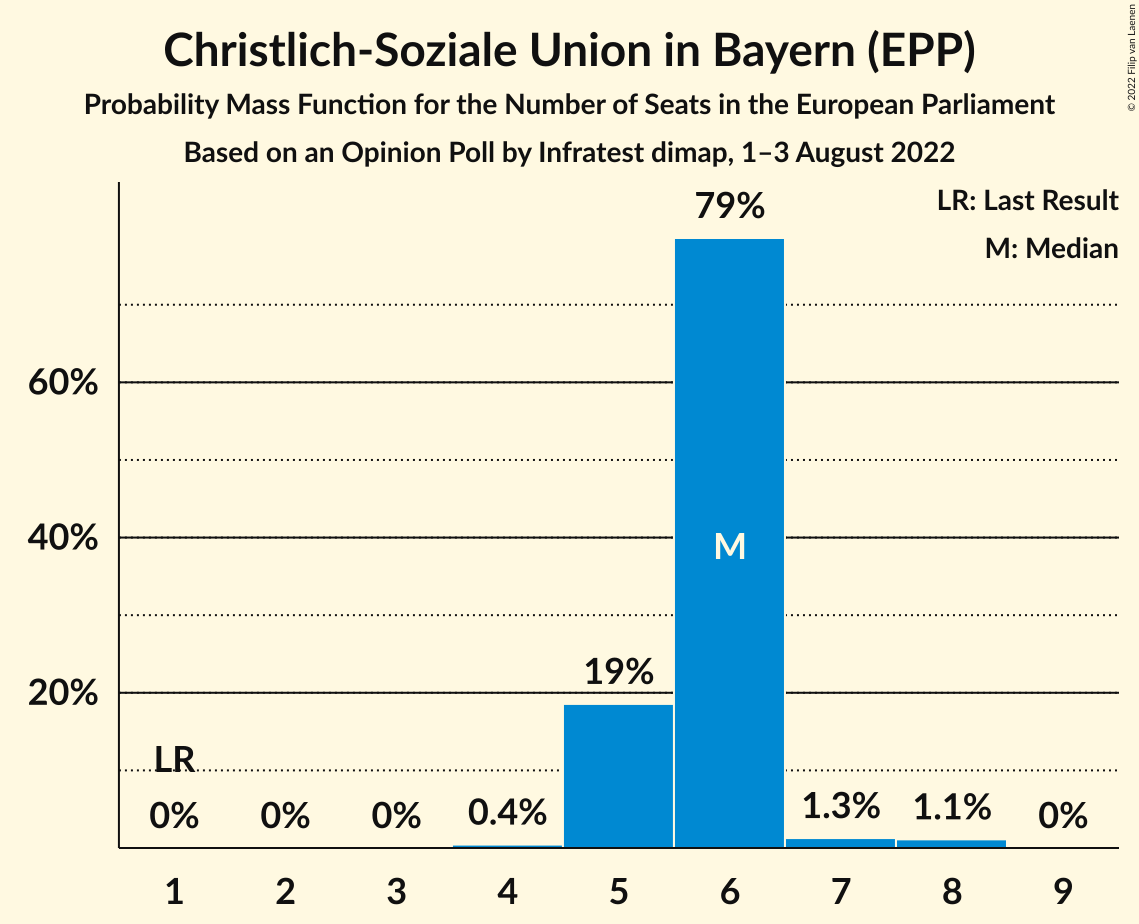 Christlich-Soziale Union in Bayern (EPP)
Probability Mass Function for the Number of Seats in the European Parliament
Based on an Opinion Poll by Infratest dimap, 1–3 August 2022
© 2022 Filip van Laenen
LR: Last Result
M: Median
79%
60%
40%
M
19%
20%
LR
0% 0% 0% 0.4% 1.3% 1.1% 0%
1 2 3 4 5 6 7 8 9